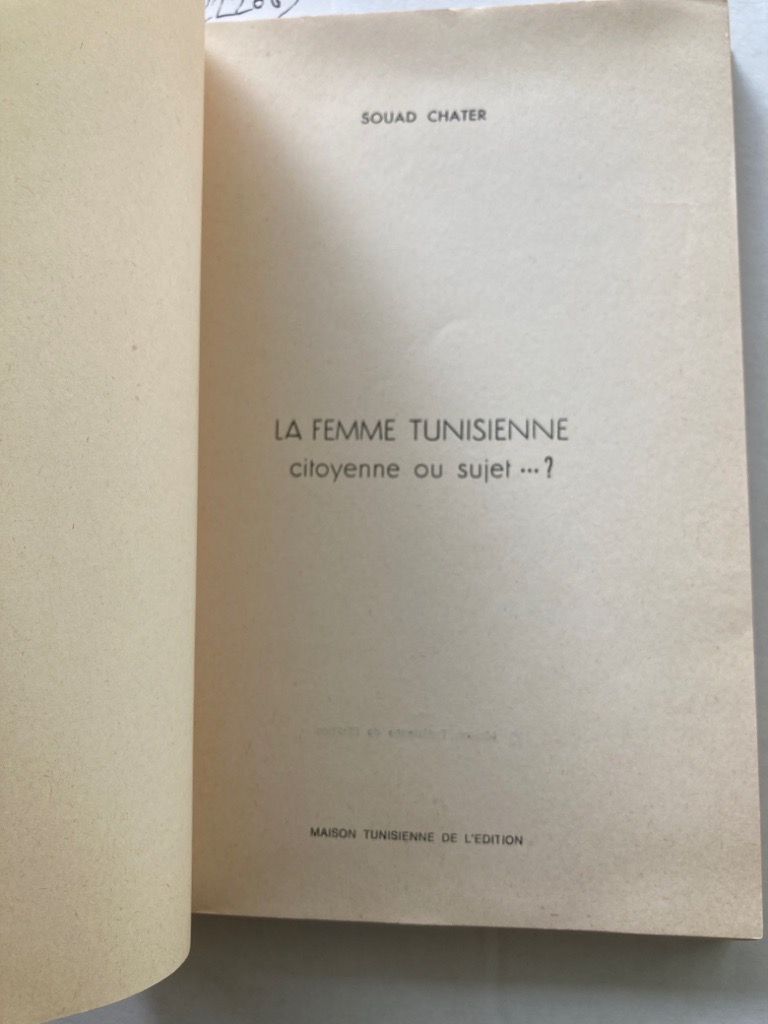 SOUAD CHATER
LA FEMME TUNISIENNE
citoyenne ou sujet ...?
MAISON TUNISIENNE DE L'EDITION